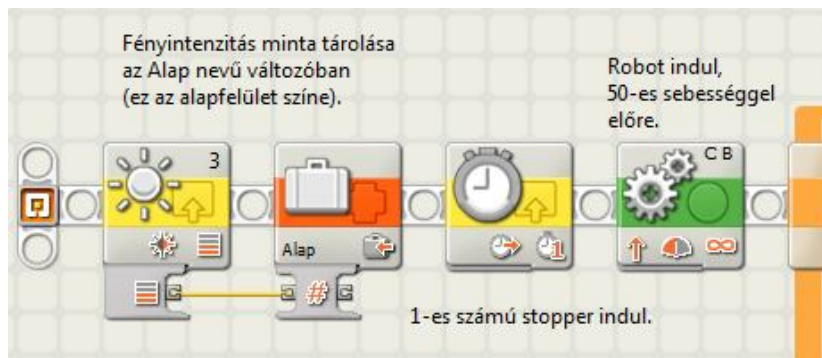 Fényintenzitás minta tárolása
az Alap nevű változóban
(ez az alapfelület színe).
Robot indul,
50-es sebességgel
előre.
3
C B
Alap
1
#
1-es számú stopper indul.